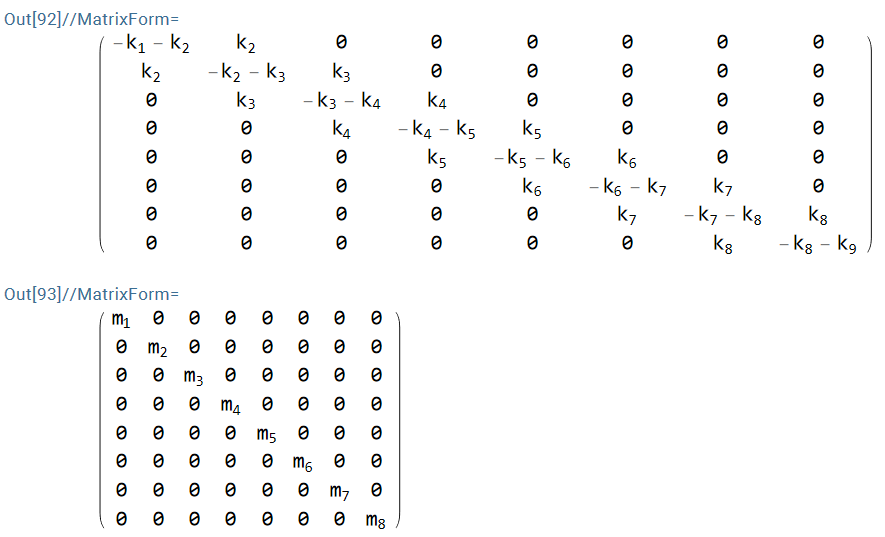 Out[92]//MatrixForm=
−k₁ − k₂ k₂ 0 0 0 0 0 0
k₂ −k₂ − k₃ k₃ 0 0 0 0 0
0 k₃ −k₃ − k₄ k₄ 0 0 0 0
0 0 k₄ −k₄ − k₅ k₅ 0 0 0
0 0 0 k₅ −k₅ − k₆ k₆ 0 0
0 0 0 0 k₆ −k₆ − k₇ k₇ 0
0 0 0 0 0 k₇ −k₇ − k₈ k₈
0 0 0 0 0 0 k₈ −k₈ − k₉
Out[93]//MatrixForm=
m₁ 0 0 0 0 0 0 0
0 m₂ 0 0 0 0 0 0
0 0 m₃ 0 0 0 0 0
0 0 0 m₄ 0 0 0 0
0 0 0 0 m₅ 0 0 0
0 0 0 0 0 m₆ 0 0
0 0 0 0 0 0 m₇ 0
0 0 0 0 0 0 0 m₈